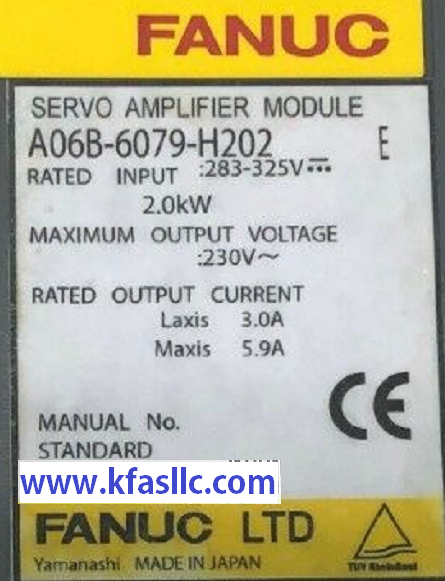 FANUC
SERVO AMPLIFIER MODULE
A06B-6079-H202 E
RATED INPUT :283-325V⎓
2.0kW
MAXIMUM OUTPUT VOLTAGE
:230V～
RATED OUTPUT CURRENT
Laxis 3.0A
Maxis 5.9A
CE
MANUAL No.
STANDARD
www.kfasllc.com
FANUC LTD
Yamanashi MADE IN JAPAN
TUV Rheinland